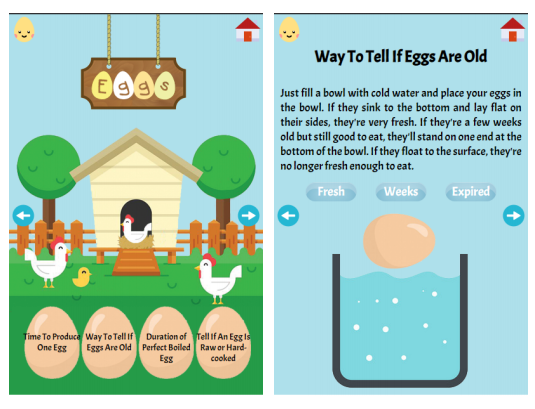 Eggs
Time To Produce
One Egg
Way To Tell If
Eggs Are Old
Duration of
Perfect Boiled
Egg
Tell If An Egg Is
Raw or Hard-
cooked
Way To Tell If Eggs Are Old
Just fill a bowl with cold water and place your eggs in
the bowl. If they sink to the bottom and lay flat on
their sides, they're very fresh. If they're a few weeks
old but still good to eat, they'll stand on one end at the
bottom of the bowl. If they float to the surface, they're
no longer fresh enough to eat.
Fresh
Weeks
Expired